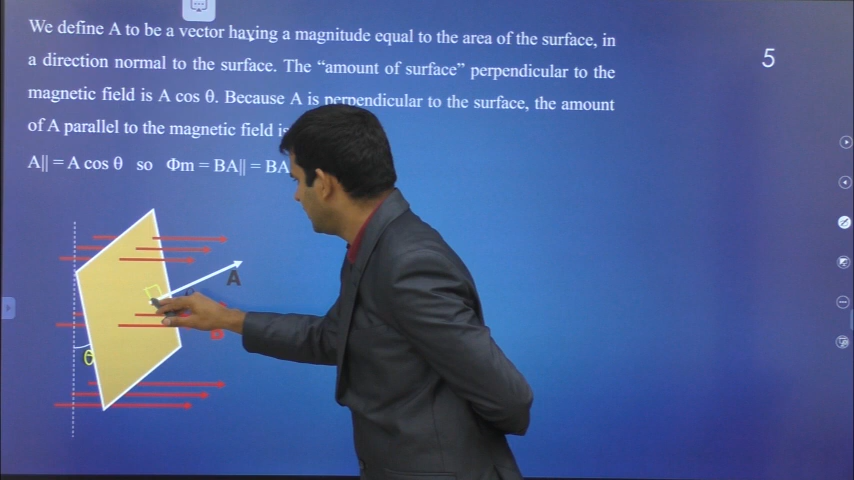 We define A to be a vector having a magnitude equal to the area of the surface, in
5
a direction normal to the surface. The “amount of surface” perpendicular to the
magnetic field is A cos θ. Because A is perpendicular to the surface, the amount
of A parallel to the magnetic field is
A|| = A cos θ so Φm = BA|| = BA
A
θ